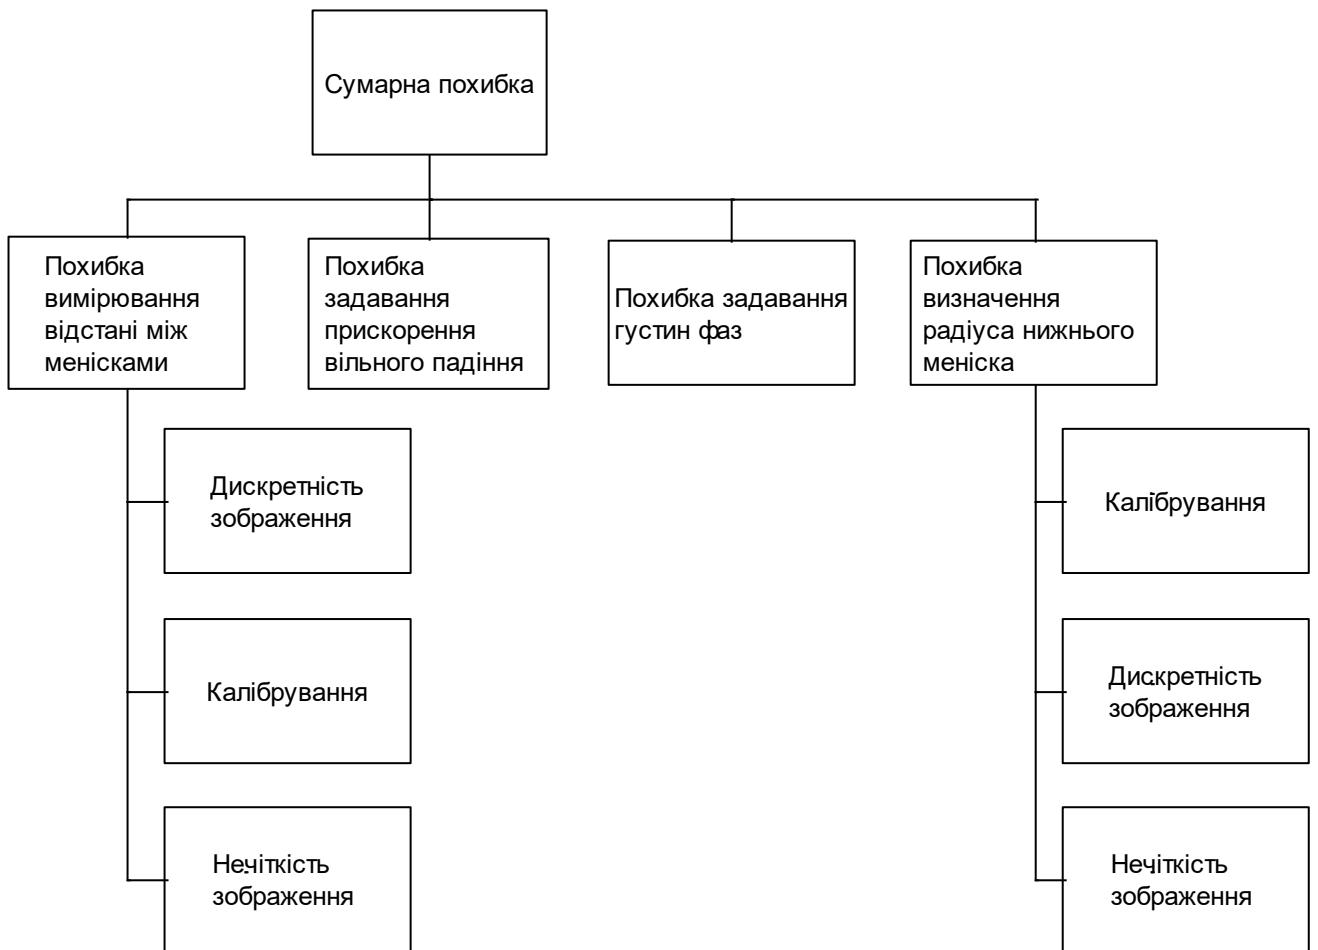 Сумарна похибка
Похибка
вимірювання
відстані між
менісками
Похибка
задавання
прискорення
вільного падіння
Похибка задавання
густин фаз
Похибка
визначення
радіуса нижнього
меніска
Дискретність
зображення
Калібрування
Нечіткість
зображення
Калібрування
Дискретність
зображення
Нечіткість
зображення